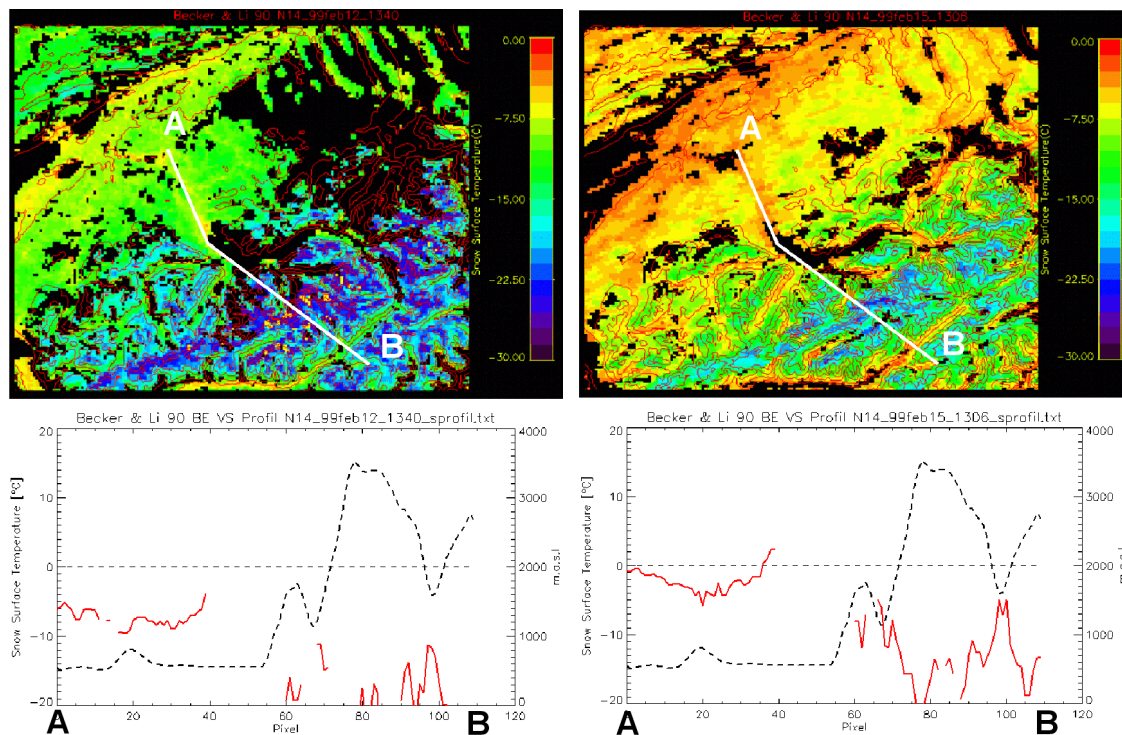 Becker & Li 90 N14_99feb12_1340
A
B
0.00
-7.50
-15.00
-22.50
-30.00
Snow Surface Temperature(C)
Becker & Li 90 N14_99feb15_1306
A
B
0.00
-7.50
-15.00
-22.50
-30.00
Snow Surface Temperature(C)
Becker & Li 90 BE VS Profil N14_99feb12_1340_sprofil.txt
20
10
0
-10
-20
Snow Surface Temperature [°C]
4000
3000
2000
1000
0
m.a.s.l
20
40
60
80
100
120
Pixel
A
B
Becker & Li 90 BE VS Profil N14_99feb15_1306_sprofil.txt
20
10
0
-10
-20
Snow Surface Temperature [°C]
4000
3000
2000
1000
0
m.a.s.l
0
20
40
60
80
100
120
Pixel
A
B